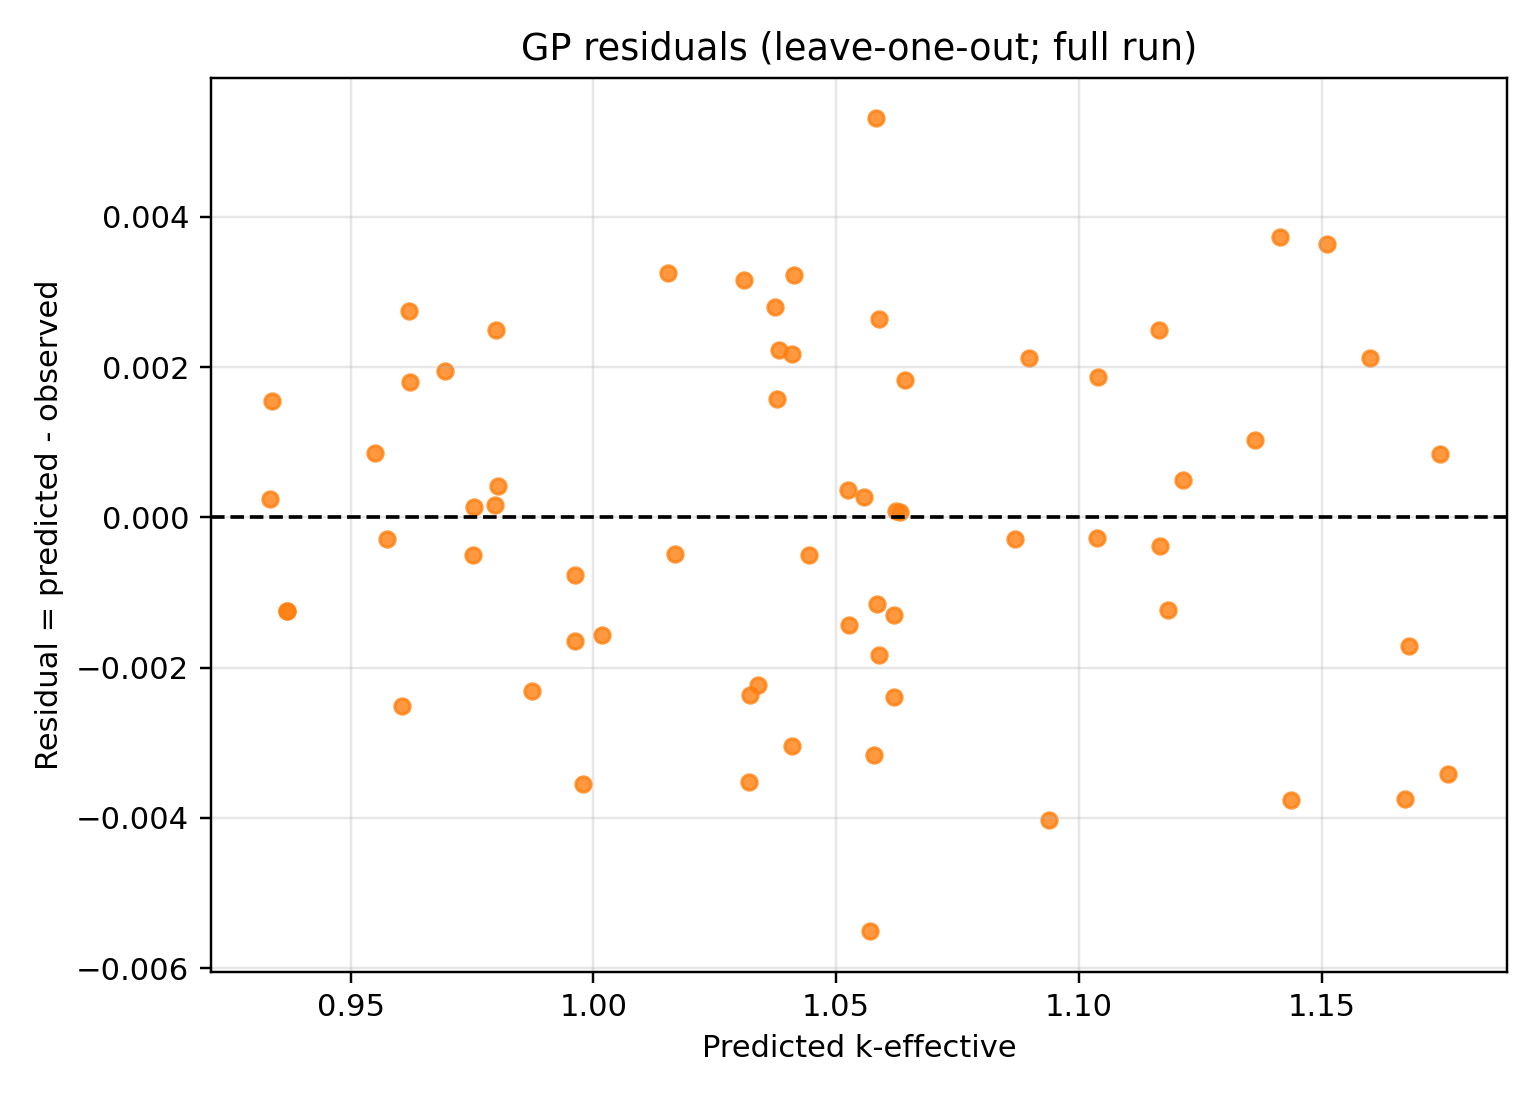 GP residuals (leave-one-out; full run)
0.004
0.002
0.000
−0.002
−0.004
−0.006
Residual = predicted - observed
0.95 1.00 1.05 1.10 1.15
Predicted k-effective